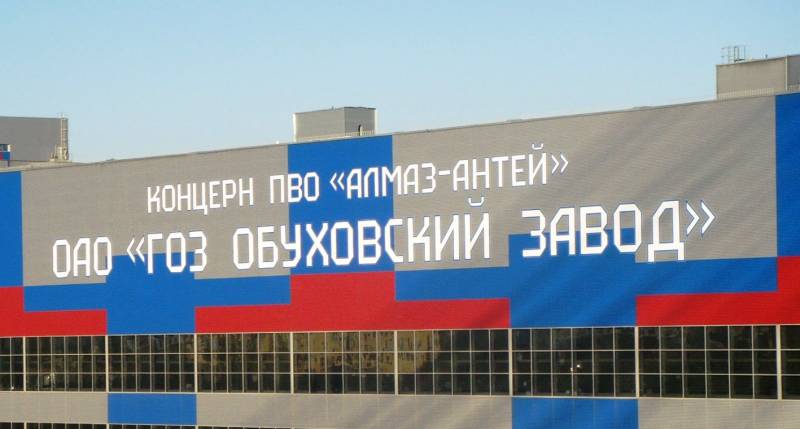 КОНЦЕРН ПВО «АЛМАЗ-АНТЕЙ»
ОАО «ГОЗ ОБУХОВСКИЙ ЗАВОД»